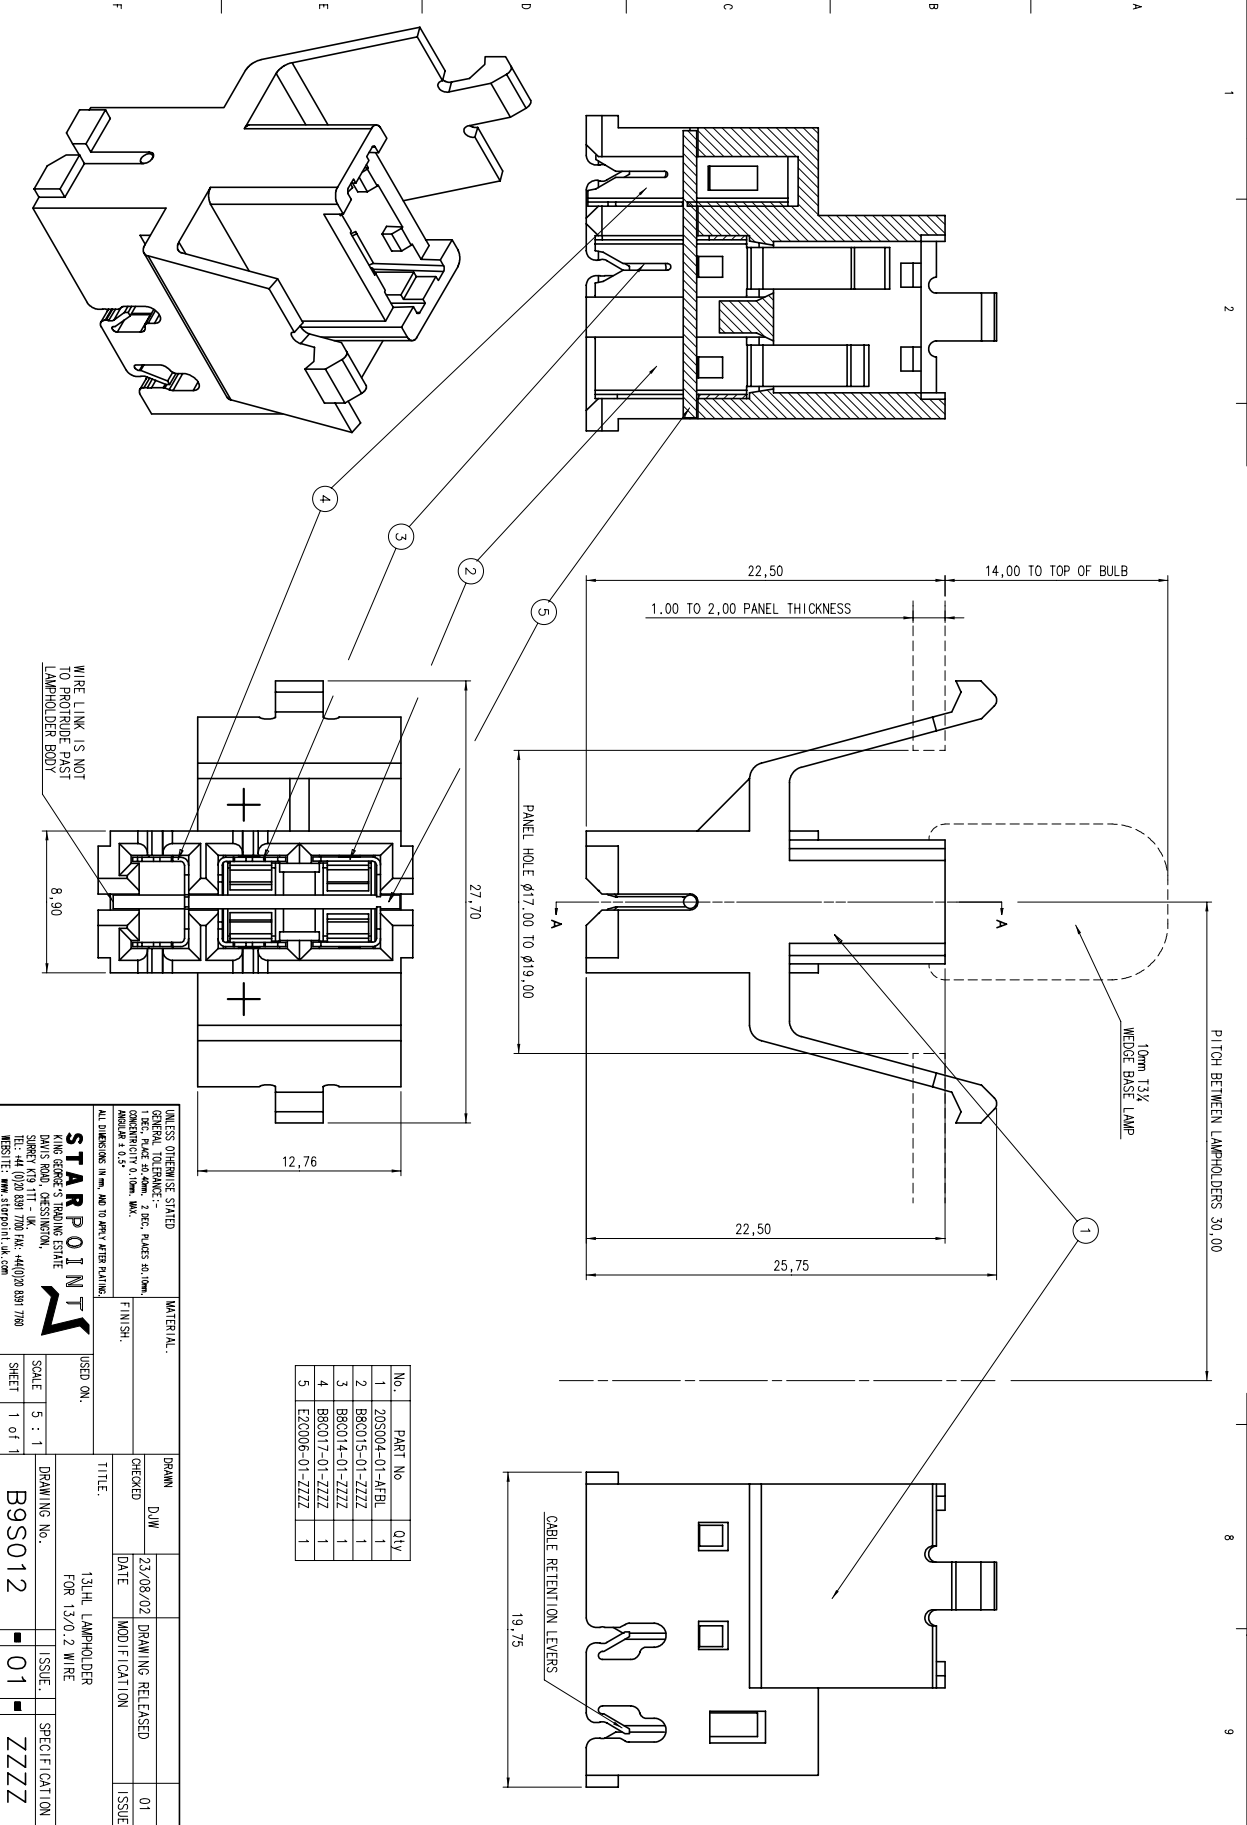 A
B
C
D
E
F
1
2
8
9
22,50
14,00 TO TOP OF BULB
1.00 TO 2,00 PANEL THICKNESS
PANEL HOLE ø17.00 TO ø19,00
A
A
10mm T3¼
WEDGE BASE LAMP
PITCH BETWEEN LAMPHOLDERS 30,00
22,50
25,75
1
2
3
4
5
WIRE LINK IS NOT
TO PROTRUDE PAST
LAMPHOLDER BODY
8,90
27,70
12,76
CABLE RETENTION LEVERS
19,75
No. PART No Qty
1 20S004-01-AFBL 1
2 B8C015-01-ZZZZ 1
3 B8C014-01-ZZZZ 1
4 B8C017-01-ZZZZ 1
5 E2C006-01-ZZZZ 1
UNLESS OTHERWISE STATED
GENERAL TOLERANCE:-
1 DEC. PLACE ±0,40mm, 2 DEC. PLACES ±0,10mm,
CONCENTRICITY 0,10mm. MAX.
ANGULAR ± 0.5°
ALL DIMENSIONS IN mm, AND TO APPLY AFTER PLATING.
STARPOINT
KING GEORGE'S TRADING ESTATE
DAVIS ROAD, CHESSINGTON,
SURREY KT9 1TT - UK.
TEL: +44 (0)20 8391 7700 FAX: +44(0)20 8391 7760
WEBSITE: www.starpoint.uk.com
MATERIAL.
FINISH.
USED ON.
SCALE 5 : 1
SHEET 1 of 1
DRAWN DJW
CHECKED
23/08/02 DRAWING RELEASED 01
DATE MODIFICATION ISSUE
TITLE.
13LHL LAMPHOLDER
FOR 13/0.2 WIRE
DRAWING No. ISSUE. SPECIFICATION
B9S012 - 01 - ZZZZ